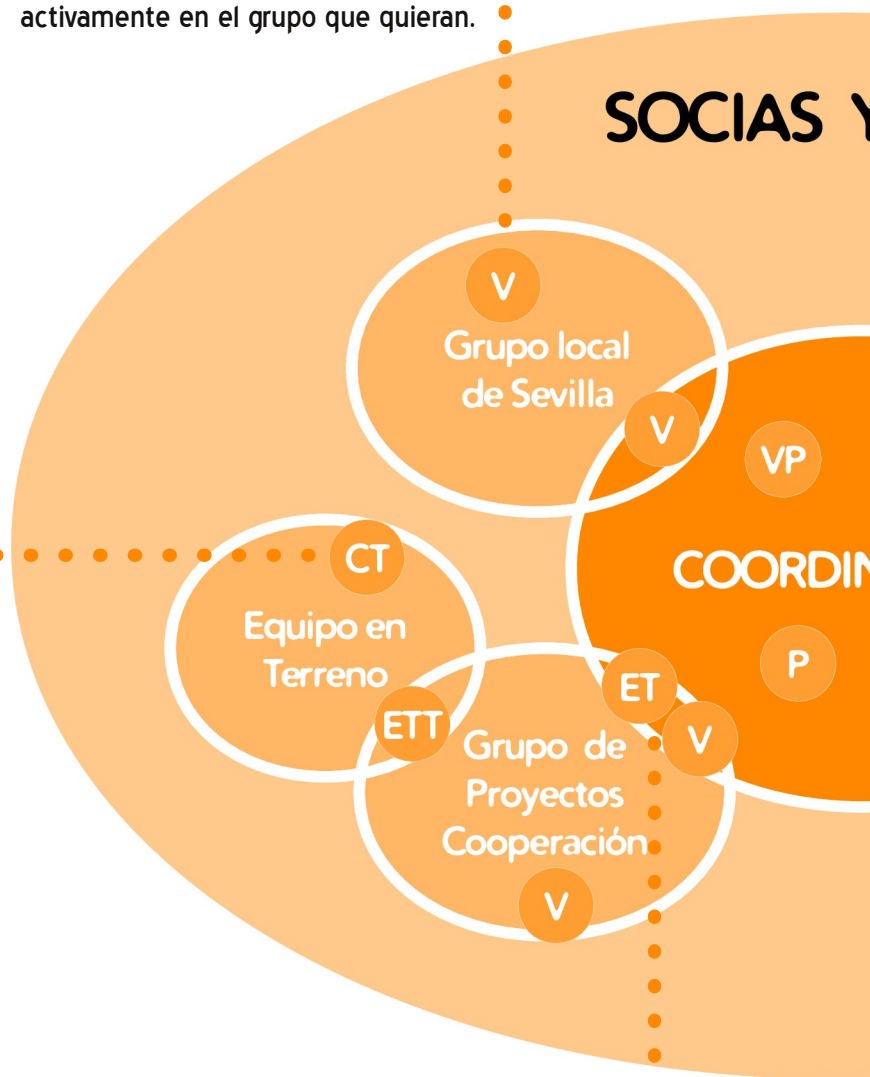 activamente en el grupo que quieran.
SOCIAS Y
V
Grupo local
de Sevilla
V
VP
CT
COORDIN
Equipo en
Terreno
P
ET
ETT
V
Grupo de
Proyectos
Cooperación
V